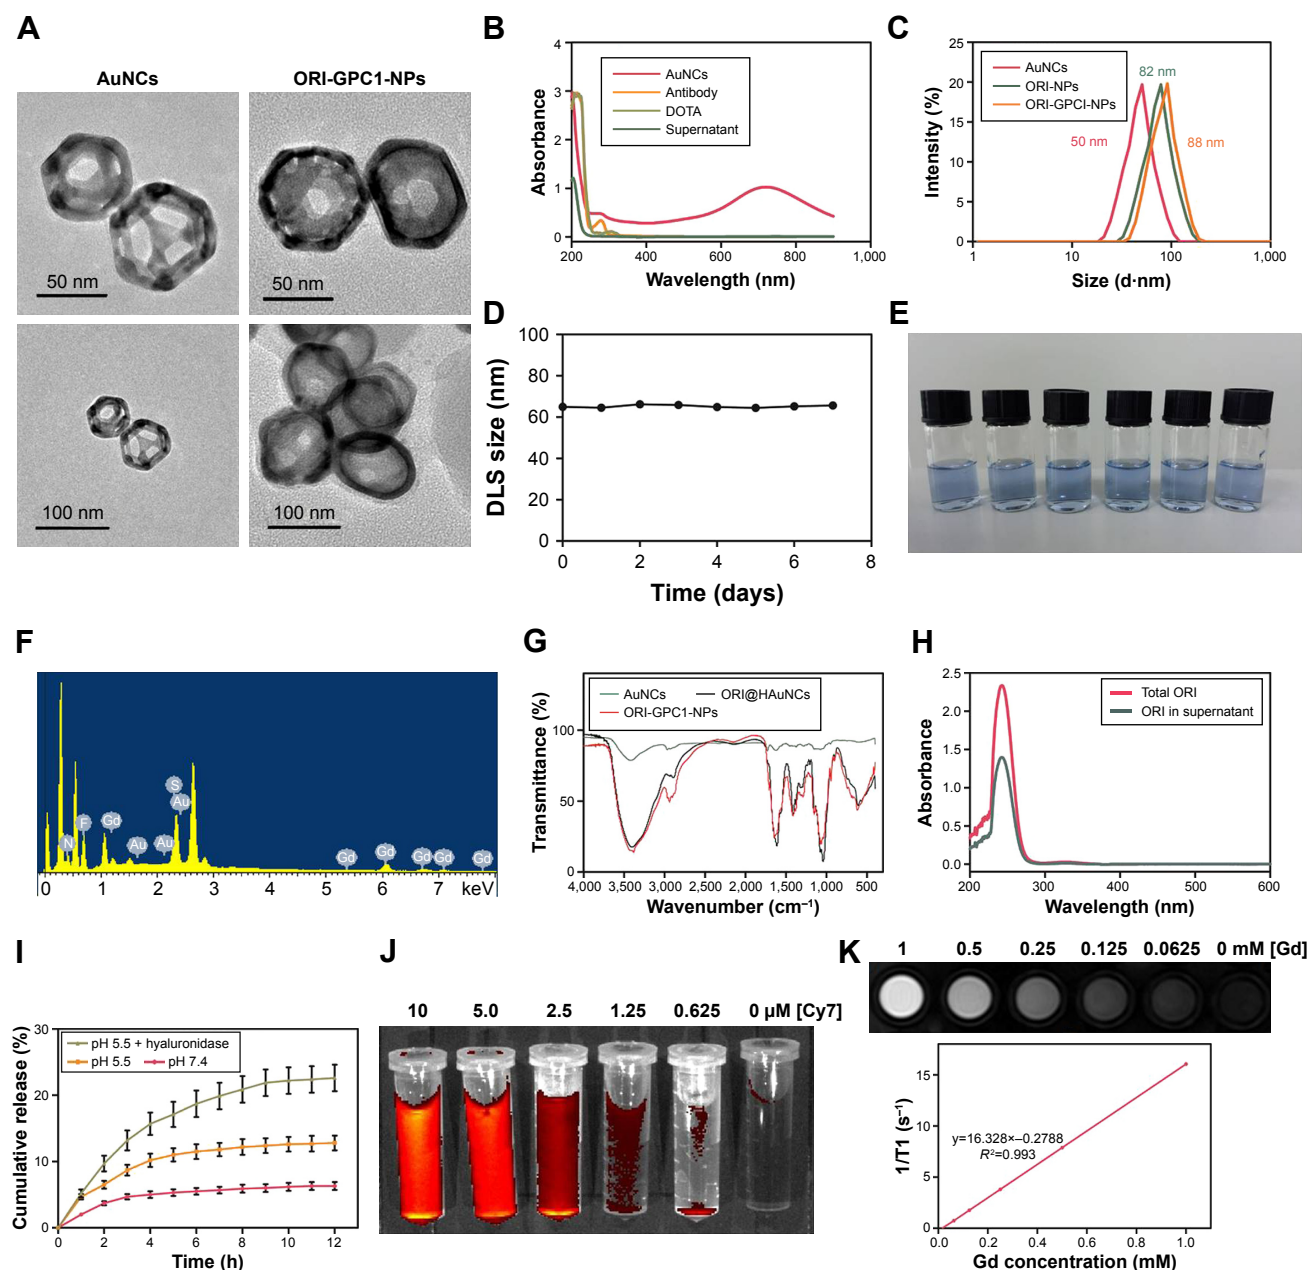 A
AuNCs
ORI-GPC1-NPs
50 nm
50 nm
100 nm
100 nm
B
Absorbance
4
3
2
1
0
AuNCs
Antibody
DOTA
Supernatant
200 400 600 800 1,000
Wavelength (nm)
C
Intensity (%)
25
20
15
10
5
0
AuNCs
ORI-NPs
ORI-GPCI-NPs
82 nm
50 nm
88 nm
1 10 100 1,000
Size (d·nm)
D
DLS size (nm)
100
80
60
40
20
0
0 2 4 6 8
Time (days)
E
F
N
F
Gd
Au
Au
S
Au
Gd
Gd
Gd
Gd
Gd
0 1 2 3 4 5 6 7 keV
G
Transmittance (%)
AuNCs ORI@HAuNCs
ORI-GPC1-NPs
100
50
0
4,000 3,500 3,000 2,500 2,000 1,500 1,000 500
Wavenumber (cm–1)
H
Absorbance
2.5
2.0
1.5
1.0
0.5
0.0
Total ORI
ORI in supernatant
200 300 400 500 600
Wavelength (nm)
I
Cumulative release (%)
30
20
10
0
pH 5.5 + hyaluronidase
pH 5.5 pH 7.4
0 2 4 6 8 10 12
Time (h)
J
10 5.0 2.5 1.25 0.625 0 µM [Cy7]
K
1 0.5 0.25 0.125 0.0625 0 mM [Gd]
1/T1 (s–1)
15
10
5
0
y=16.328×–0.2788
R2=0.993
0.0 0.2 0.4 0.6 0.8 1.0
Gd concentration (mM)